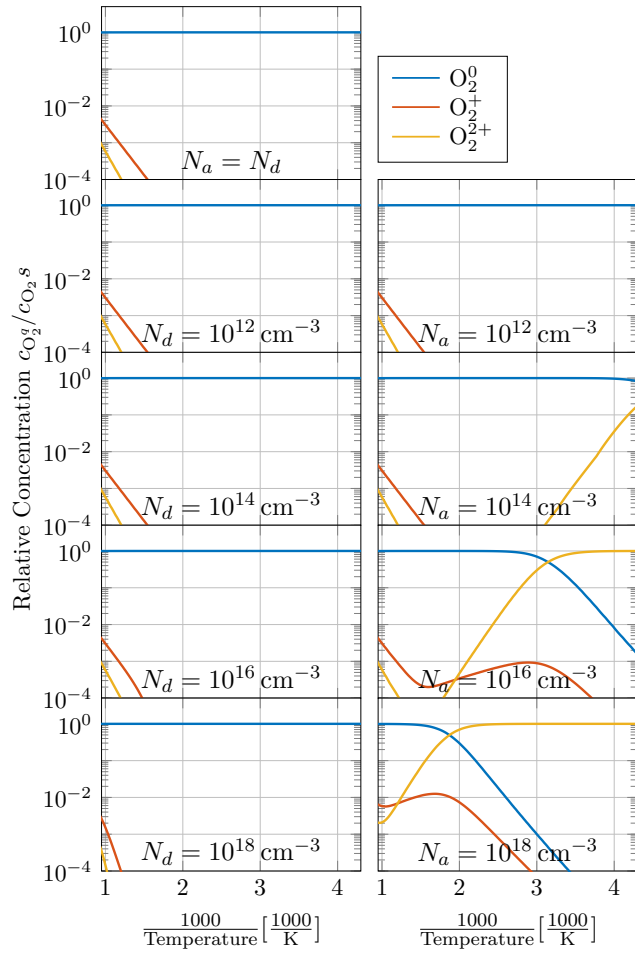 10^0
10^−2
10^−4
N_a = N_d
O_2^0
O_2^+
O_2^{2+}
10^0
10^−2
10^−4
N_d = 10^12 cm^−3
N_a = 10^12 cm^−3
10^0
10^−2
10^−4
N_d = 10^14 cm^−3
N_a = 10^14 cm^−3
10^0
10^−2
10^−4
N_d = 10^16 cm^−3
N_a = 10^16 cm^−3
10^0
10^−2
10^−4
N_d = 10^18 cm^−3
N_a = 10^18 cm^−3
1 2 3 4
1 2 3 4
1000/Temperature [1000/K]
1000/Temperature [1000/K]
Relative Concentration c_{O_2^q}/c_{O_2}s